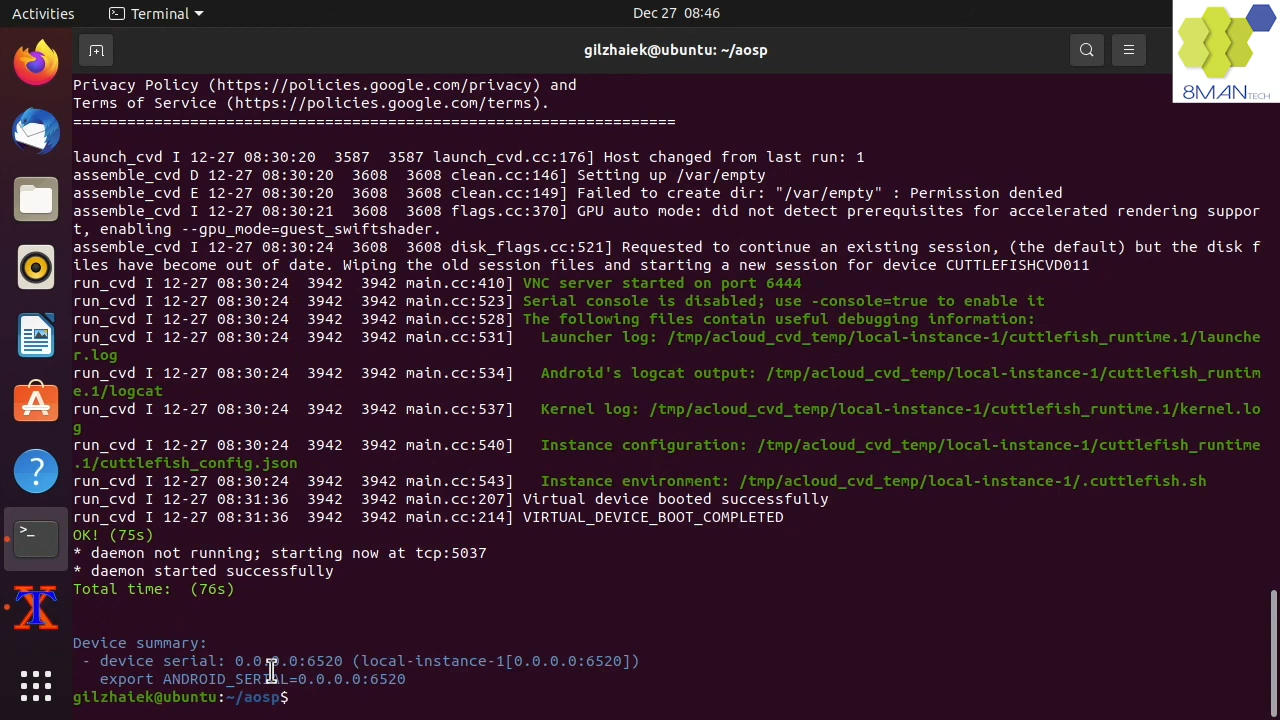 Activities
Terminal
Dec 27 08:46
gilzhaiek@ubuntu: ~/aosp
8MANTECH
Privacy Policy (https://policies.google.com/privacy) and
Terms of Service (https://policies.google.com/terms).
===================================================================
launch_cvd I 12-27 08:30:20  3587  3587 launch_cvd.cc:176] Host changed from last run: 1
assemble_cvd D 12-27 08:30:20  3608  3608 clean.cc:146] Setting up /var/empty
assemble_cvd E 12-27 08:30:20  3608  3608 clean.cc:149] Failed to create dir: "/var/empty" : Permission denied
assemble_cvd I 12-27 08:30:21  3608  3608 flags.cc:370] GPU auto mode: did not detect prerequisites for accelerated rendering suppor
t, enabling --gpu_mode=guest_swiftshader.
assemble_cvd I 12-27 08:30:24  3608  3608 disk_flags.cc:521] Requested to continue an existing session, (the default) but the disk f
iles have become out of date. Wiping the old session files and starting a new session for device CUTTLEFISHCVD011
run_cvd I 12-27 08:30:24  3942  3942 main.cc:410] VNC server started on port 6444
run_cvd I 12-27 08:30:24  3942  3942 main.cc:523] Serial console is disabled; use -console=true to enable it
run_cvd I 12-27 08:30:24  3942  3942 main.cc:528] The following files contain useful debugging information:
run_cvd I 12-27 08:30:24  3942  3942 main.cc:531]   Launcher log: /tmp/acloud_cvd_temp/local-instance-1/cuttlefish_runtime.1/launche
r.log
run_cvd I 12-27 08:30:24  3942  3942 main.cc:534]   Android's logcat output: /tmp/acloud_cvd_temp/local-instance-1/cuttlefish_runtim
e.1/logcat
run_cvd I 12-27 08:30:24  3942  3942 main.cc:537]   Kernel log: /tmp/acloud_cvd_temp/local-instance-1/cuttlefish_runtime.1/kernel.lo
g
run_cvd I 12-27 08:30:24  3942  3942 main.cc:540]   Instance configuration: /tmp/acloud_cvd_temp/local-instance-1/cuttlefish_runtime
.1/cuttlefish_config.json
run_cvd I 12-27 08:30:24  3942  3942 main.cc:543]   Instance environment: /tmp/acloud_cvd_temp/local-instance-1/.cuttlefish.sh
run_cvd I 12-27 08:31:36  3942  3942 main.cc:207] Virtual device booted successfully
run_cvd I 12-27 08:31:36  3942  3942 main.cc:214] VIRTUAL_DEVICE_BOOT_COMPLETED
OK! (75s)
* daemon not running; starting now at tcp:5037
* daemon started successfully
Total time:  (76s)
Device summary:
 - device serial: 0.0.0.0:6520 (local-instance-1[0.0.0.0:6520])
   export ANDROID_SERIAL=0.0.0.0:6520
gilzhaiek@ubuntu:~/aosp$